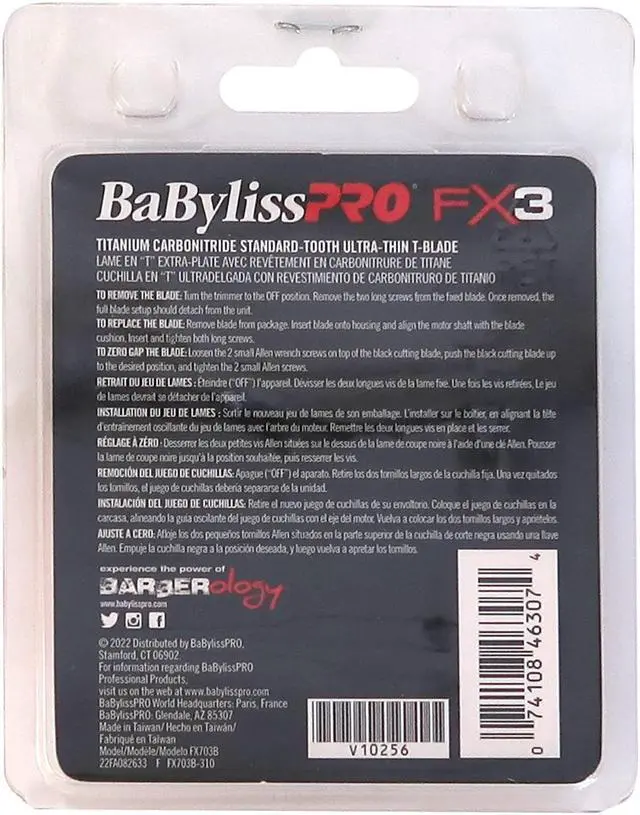 BaByliss PRO® FX3
TITANIUM CARBONITRIDE STANDARD-TOOTH ULTRA-THIN T-BLADE
LAME EN "T" EXTRA-PLATE AVEC REVÊTEMENT EN CARBONITRURE DE TITANE
CUCHILLA EN "T" ULTRADELGADA CON REVESTIMIENTO DE CARBONITRURO DE TITANIO
TO REMOVE THE BLADE: Turn the trimmer to the OFF position. Remove the two long screws from the fixed blade. Once removed, the
full blade setup should detach from the unit.
TO REPLACE THE BLADE: Remove blade from package. Insert blade onto housing and align the motor shaft with the blade
cushion. Insert and tighten both long screws.
TO ZERO GAP THE BLADE: Loosen the 2 small Allen wrench screws on top of the black cutting blade, push the black cutting blade up
to the desired position, and tighten the 2 small Allen screws.
RETRAIT DU JEU DE LAMES : Éteindre ("OFF") l'appareil. Dévisser les deux longues vis de la lame fixe. Une fois les vis retirées, Le jeu
de lames devrait se détacher de l'appareil.
INSTALLATION DU JEU DE LAMES : Sortir le nouveau jeu de lames de son emballage. L'installer sur le boîtier, en alignant la tête
d'entraînement oscillante du jeu de lames avec l'arbre du moteur. Remettre les deux longues vis en place et les serrer.
RÉGLAGE À ZÉRO : Desserrer les deux petites vis Allen situées sur le dessus de la lame de coupe noire à l'aide d'une clé Allen. Pousser
la lame de coupe noire jusqu'à la position souhaitée, puis resserrer les vis.
REMOCIÓN DEL JUEGO DE CUCHILLAS: Apague ("OFF") el aparato. Retire los dos tornillos largos de la cuchilla fija. Una vez quitados
los tornillos, el juego de cuchillas debería separarse de la unidad.
INSTALACIÓN DEL JUEGO DE CUCHILLAS: Retire el nuevo juego de cuchillas de su envoltorio. Coloque el juego de cuchillas en la
carcasa, alineando la guía oscilante del juego de cuchillas con el eje del motor. Vuelva a colocar los dos tornillos largos y apriételos.
AJUSTE A CERO: Afloje los dos pequeños tornillos Allen situados en la parte superior de la cuchilla de corte negra usando una llave
Allen. Empuje la cuchilla negra a la posición deseada, y luego vuelva a apretar los tornillos.
experience the power of
BARBERology
www.babylisspro.com
© 2022 Distributed by BaBylissPRO,
Stamford, CT 06902.
For information regarding BaBylissPRO
Professional Products,
visit us on the web at www.babylisspro.com
BaBylissPRO World Headquarters: Paris, France
BaBylissPRO: Glendale, AZ 85307
Made in Taiwan/ Hecho en Taiwán/
Fabriqué en Taïwan
Model/Modèle/Modelo FX703B
22FA082633 F FX703B-310
V10256
0 74108 46307 4